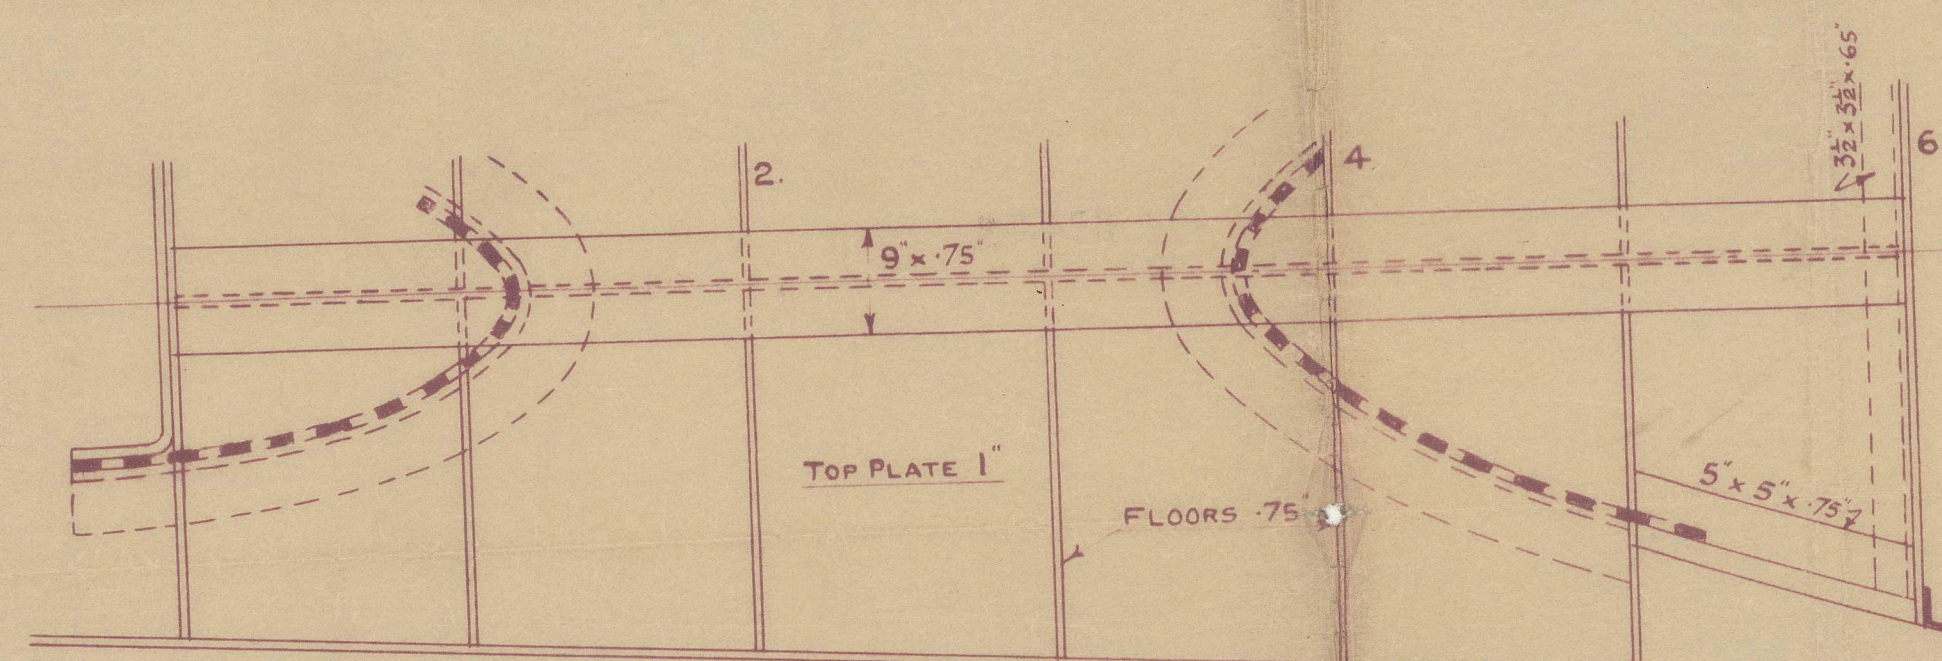 3½" x 3½" x .65"
6
4
2.
9" x .75"
TOP PLATE 1"
5" x 5" x .75"
FLOORS .75"